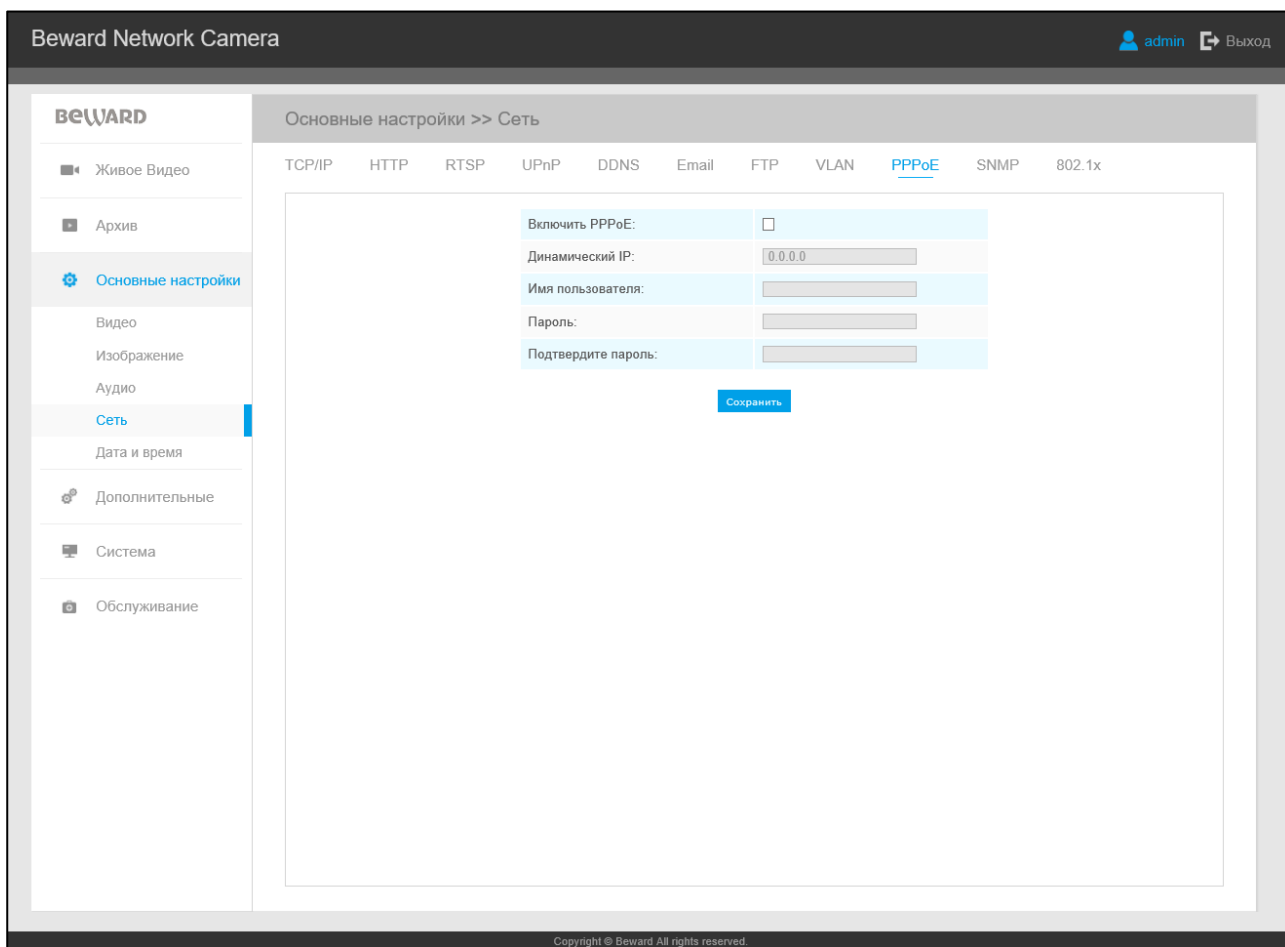 Beward Network Camera
admin Выход
BEWARD
Основные настройки >> Сеть
TCP/IP HTTP RTSP UPnP DDNS Email FTP VLAN PPPoE SNMP 802.1x
Живое Видео
Архив
Основные настройки
Видео
Изображение
Аудио
Сеть
Дата и время
Дополнительные
Система
Обслуживание
Включить PPPoE:
Динамический IP: 0.0.0.0
Имя пользователя:
Пароль:
Подтвердите пароль:
Сохранить
Copyright © Beward All rights reserved.